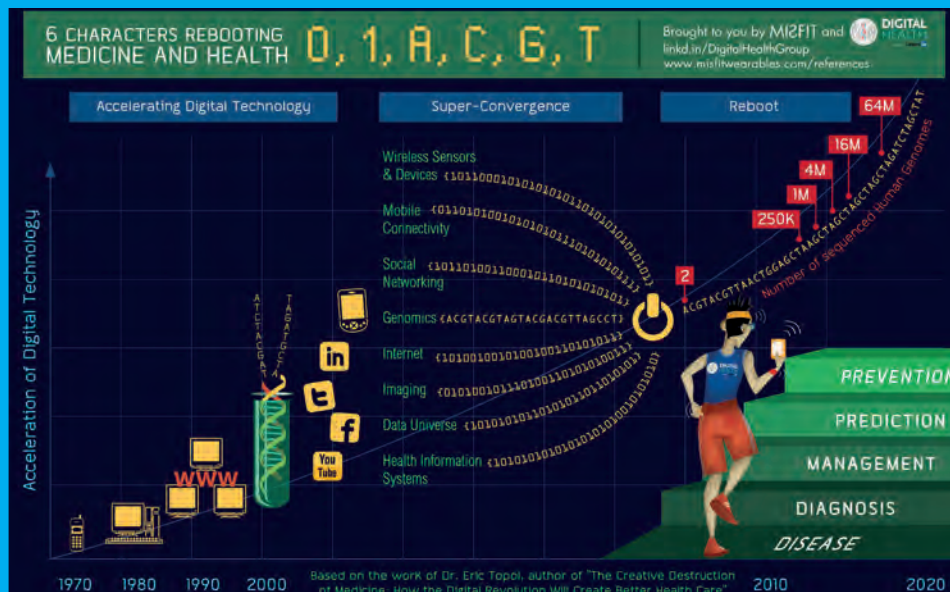 6 CHARACTERS REBOOTING
MEDICINE AND HEALTH
0, 1, A, C, G, T
Brought to you by MISFIT and
linkd.in/DigitalHealthGroup
www.misfitwearables.com/references
DIGITAL
HEALTH
Accelerating Digital Technology
Super-Convergence
Reboot
64M
16M
4M
1M
250K
2
Number of sequenced Human Genomes
Acceleration of Digital Technology
Wireless Sensors
& Devices
Mobile
Connectivity
Social
Networking
Genomics {ACGTACGTAGTACGACGTTAGCCT}
Internet
Imaging
Data Universe
Health Information
Systems
in
t
f
You
Tube
WWW
PREVENTION
PREDICTION
MANAGEMENT
DIAGNOSIS
DISEASE
1970
1980
1990
2000
2010
2020
Based on the work of Dr. Eric Topol, author of "The Creative Destruction
of Medicine: How the Digital Revolution Will Create Better Health Care"